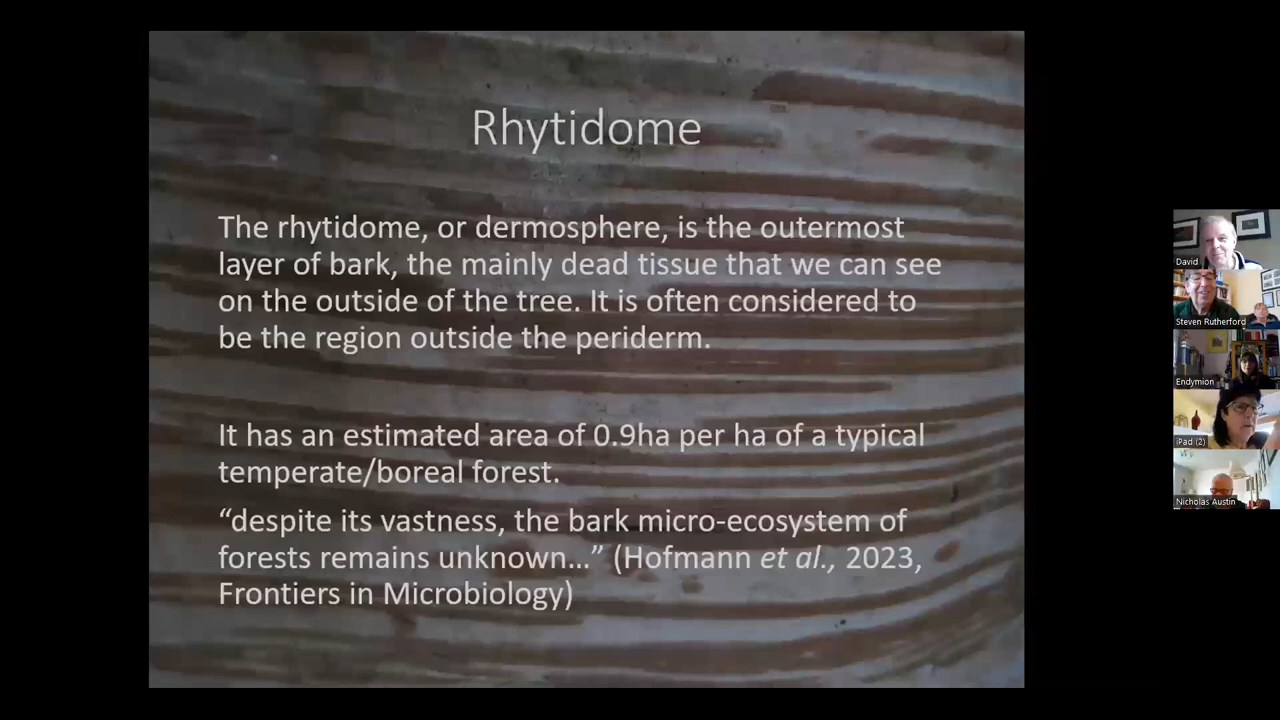 Rhytidome
The rhytidome, or dermosphere, is the outermost
layer of bark, the mainly dead tissue that we can see
on the outside of the tree. It is often considered to
be the region outside the periderm.
It has an estimated area of 0.9ha per ha of a typical
temperate/boreal forest.
“despite its vastness, the bark micro-ecosystem of
forests remains unknown…” (Hofmann et al., 2023,
Frontiers in Microbiology)
David
Steven Rutherford
Endymion
iPad (2)
Nicholas Austin